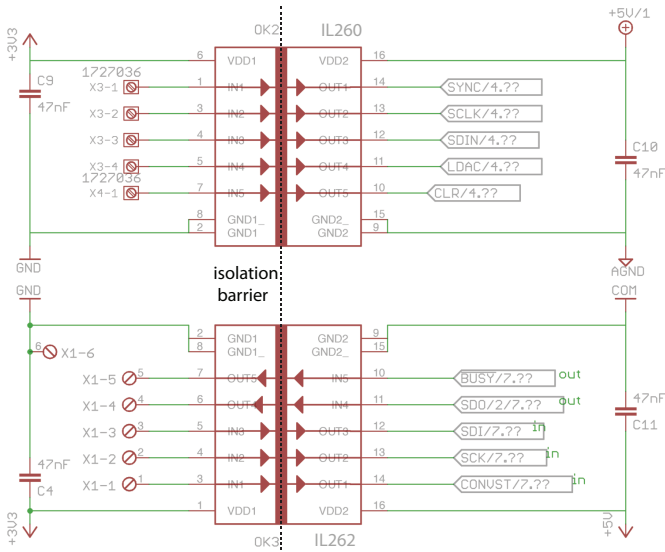 OK2 IL260 +5V/1
+3V3
6 VDD1 VDD2 16
C9
47nF
1727036
X3-1 1 IN1 OUT1 14 SYNC/4.??
X3-2 3 IN2 OUT2 13 SCLK/4.??
X3-3 4 IN3 OUT3 12 SDIN/4.??
X3-4 5 IN4 OUT4 11 LDAC/4.??
1727036
X4-1 7 IN5 OUT5 10 CLR/4.??
C10
47nF
8 GND1_ GND2_ 15
2 GND1 GND2 9
GND AGND
isolation
barrier
GND COM
2 GND1 GND2 9
8 GND1_ GND2_ 15
6 X1-6
X1-5 5 7 OUT5 IN5 10 BUSY/7.?? out
X1-4 4 6 OUT4 IN4 11 SDO/2/7.?? out
X1-3 3 5 IN3 OUT3 12 SDI/7.?? in
X1-2 2 4 IN2 OUT2 13 SCK/7.?? in
X1-1 1 3 IN1 OUT1 14 CONVST/7.?? in
47nF
C11
47nF
C4
1 VDD1 VDD2 16
+3V3 +5V
OK3 IL262